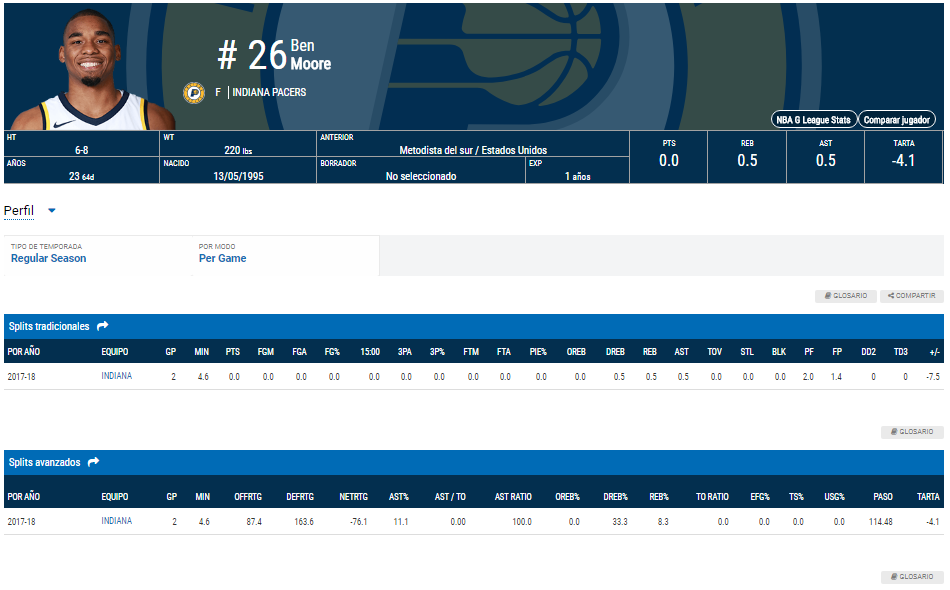 # 26 Ben Moore
F | INDIANA PACERS
NBA G League Stats Comparar jugador
HT 6-8 WT 220 lbs ANTERIOR Metodista del sur / Estados Unidos
AÑOS 23 64d NACIDO 13/05/1995 BORRADOR No seleccionado EXP 1 años
PTS REB AST TARTA
0.0 0.5 0.5 -4.1
Perfil
TIPO DE TEMPORADA POR MODO
Regular Season Per Game
GLOSARIO COMPARTIR
Splits tradicionales
POR AÑO EQUIPO GP MIN PTS FGM FGA FG% 15:00 3PA 3P% FTM FTA PIE% OREB DREB REB AST TOV STL BLK PF FP DD2 TD3 +/-
2017-18 INDIANA 2 4.6 0.0 0.0 0.0 0.0 0.0 0.0 0.0 0.0 0.0 0.0 0.0 0.5 0.5 0.5 0.0 0.0 0.0 2.0 1.4 0 0 -7.5
GLOSARIO
Splits avanzados
POR AÑO EQUIPO GP MIN OFFRTG DEFRTG NETRTG AST% AST / TO AST RATIO OREB% DREB% REB% TO RATIO EFG% TS% USG% PASO TARTA
2017-18 INDIANA 2 4.6 87.4 163.6 -76.1 11.1 0.00 100.0 0.0 33.3 8.3 0.0 0.0 0.0 0.0 114.48 -4.1
GLOSARIO